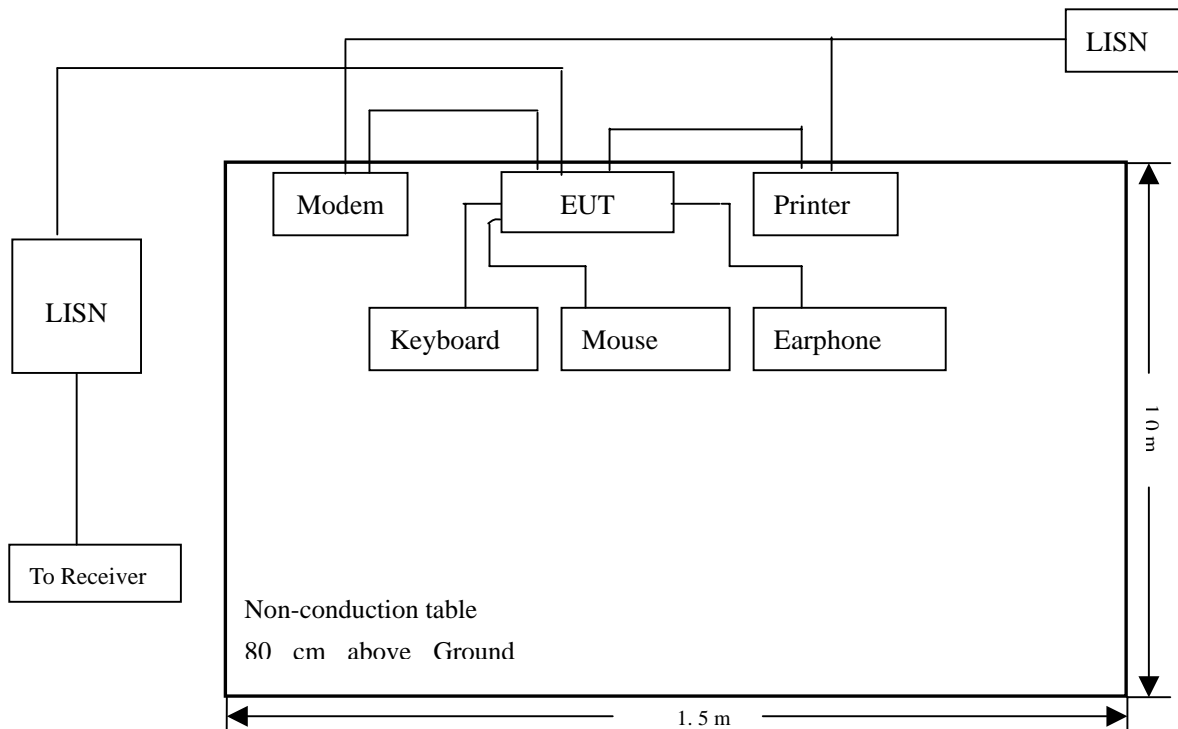 LISN
Modem
EUT
Printer
LISN
Keyboard
Mouse
Earphone
1.0 m
To Receiver
Non-conduction table
80 cm above Ground
1. 5 m